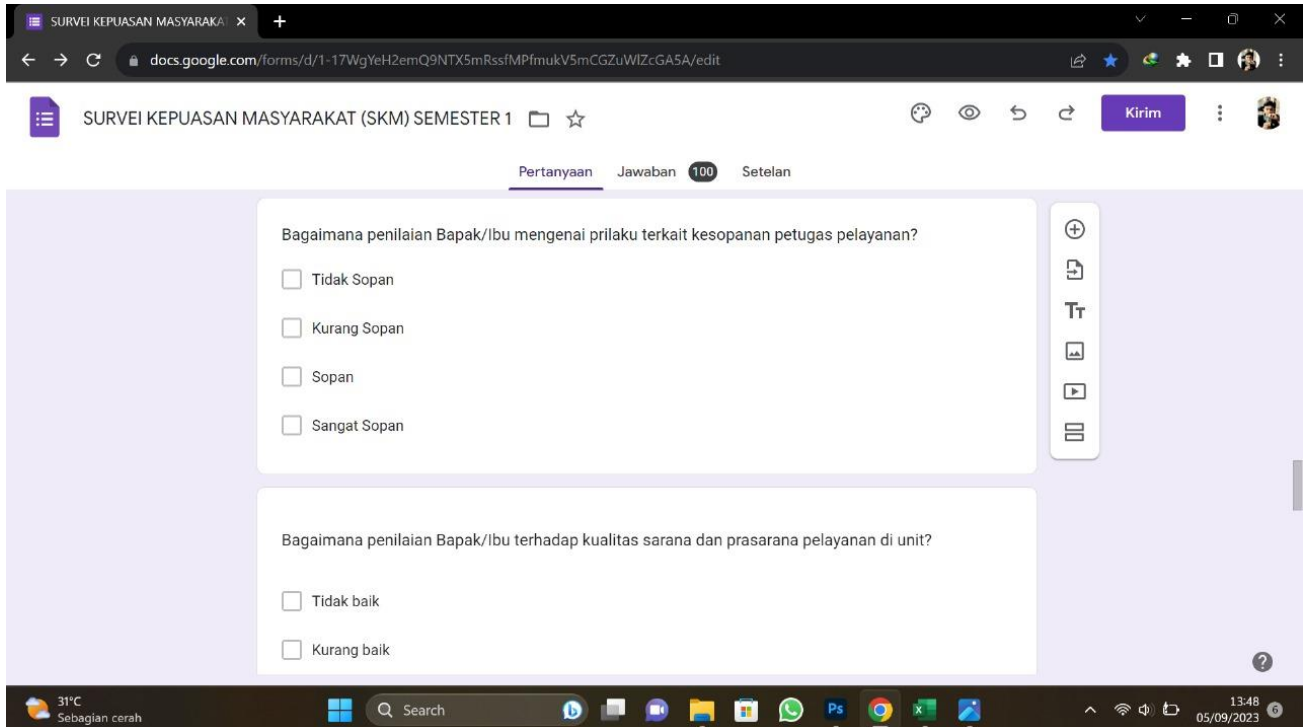 SURVEI KEPUASAN MASYARAKAT
docs.google.com/forms/d/1-17WgYeH2emQ9NTX5mRssfMPfmukV5mCGZuWlZcGA5A/edit
SURVEI KEPUASAN MASYARAKAT (SKM) SEMESTER 1
Kirim
Pertanyaan Jawaban 100 Setelan
Bagaimana penilaian Bapak/Ibu mengenai prilaku terkait kesopanan petugas pelayanan?
Tidak Sopan
Kurang Sopan
Sopan
Sangat Sopan
Tт
Bagaimana penilaian Bapak/Ibu terhadap kualitas sarana dan prasarana pelayanan di unit?
Tidak baik
Kurang baik
31°C
Sebagian cerah
Search
Ps
13:48
05/09/2023
6